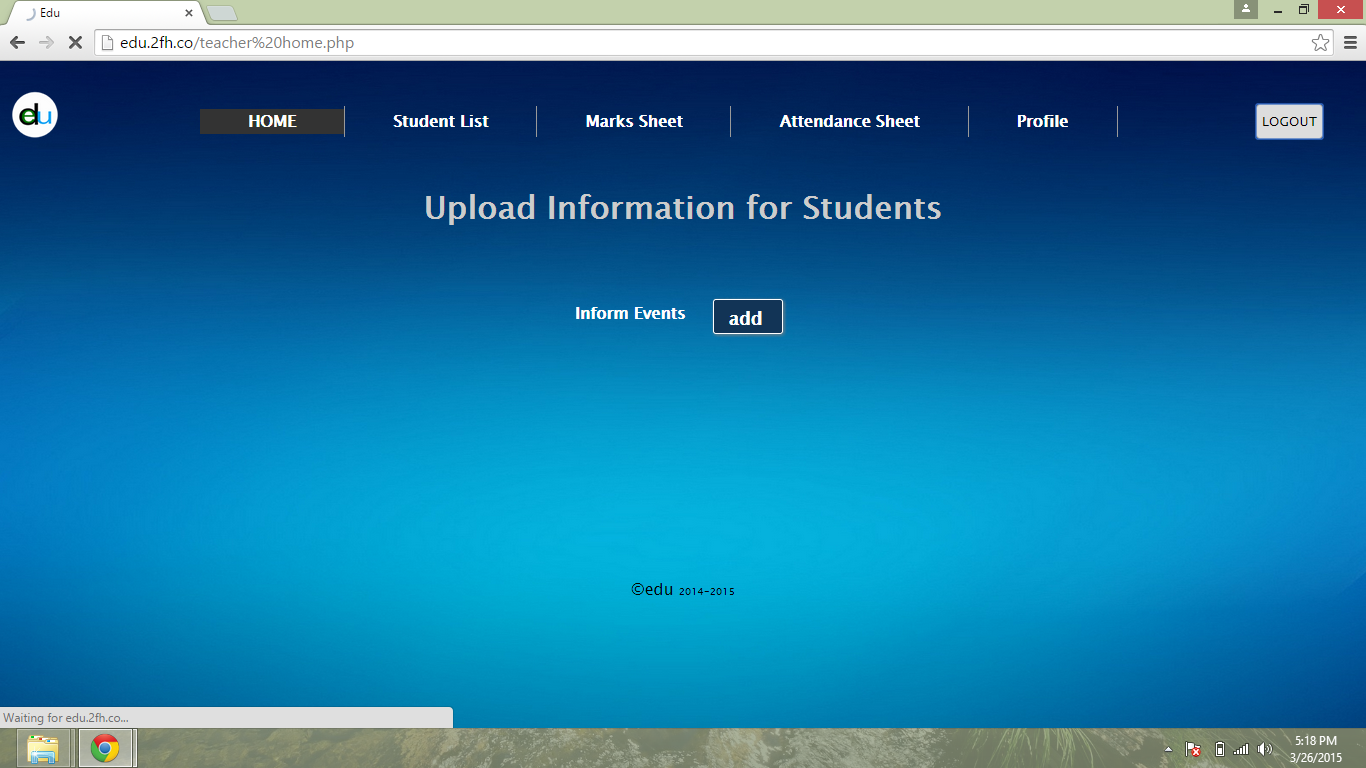 Edu
edu.2fh.co/teacher%20home.php
edu
HOME
Student List
Marks Sheet
Attendance Sheet
Profile
LOGOUT
Upload Information for Students
Inform Events
add
©edu 2014-2015
Waiting for edu.2fh.co...
5:18 PM
3/26/2015